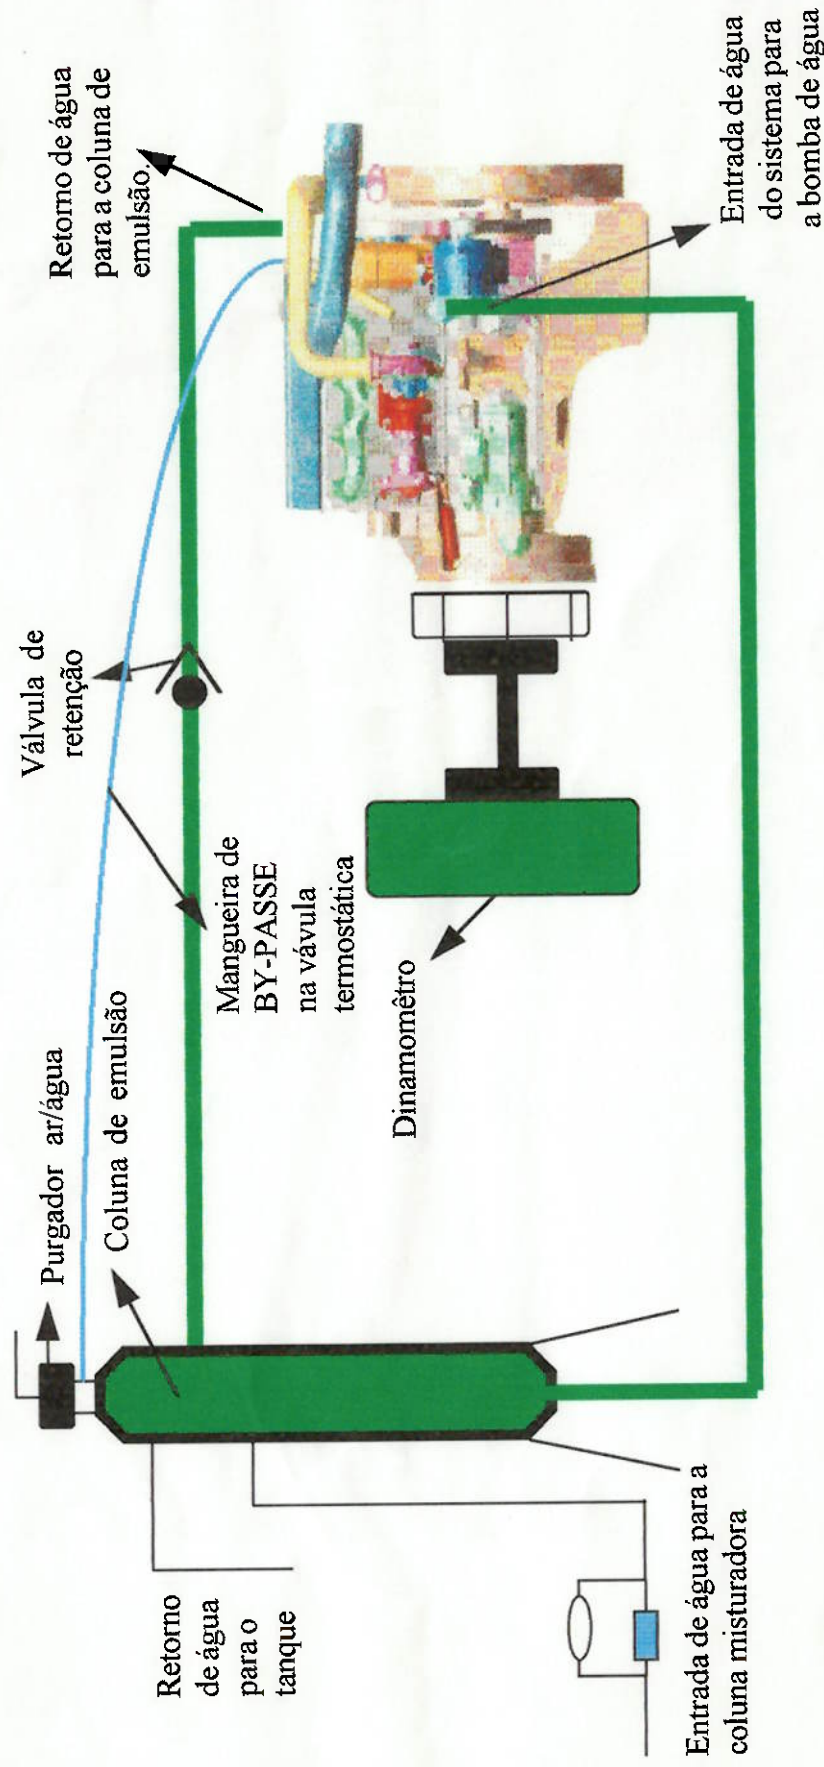 Purgador ar/água
Coluna de emulsão
Válvula de
retenção
Retorno de água
para a coluna de
emulsão.
Mangueira de
BY-PASSE
na vávula
termostática
Dinamomêtro
Retorno
de água
para o
tanque
Entrada de água para a
coluna misturadora
Entrada de água
do sistema para
a bomba de água